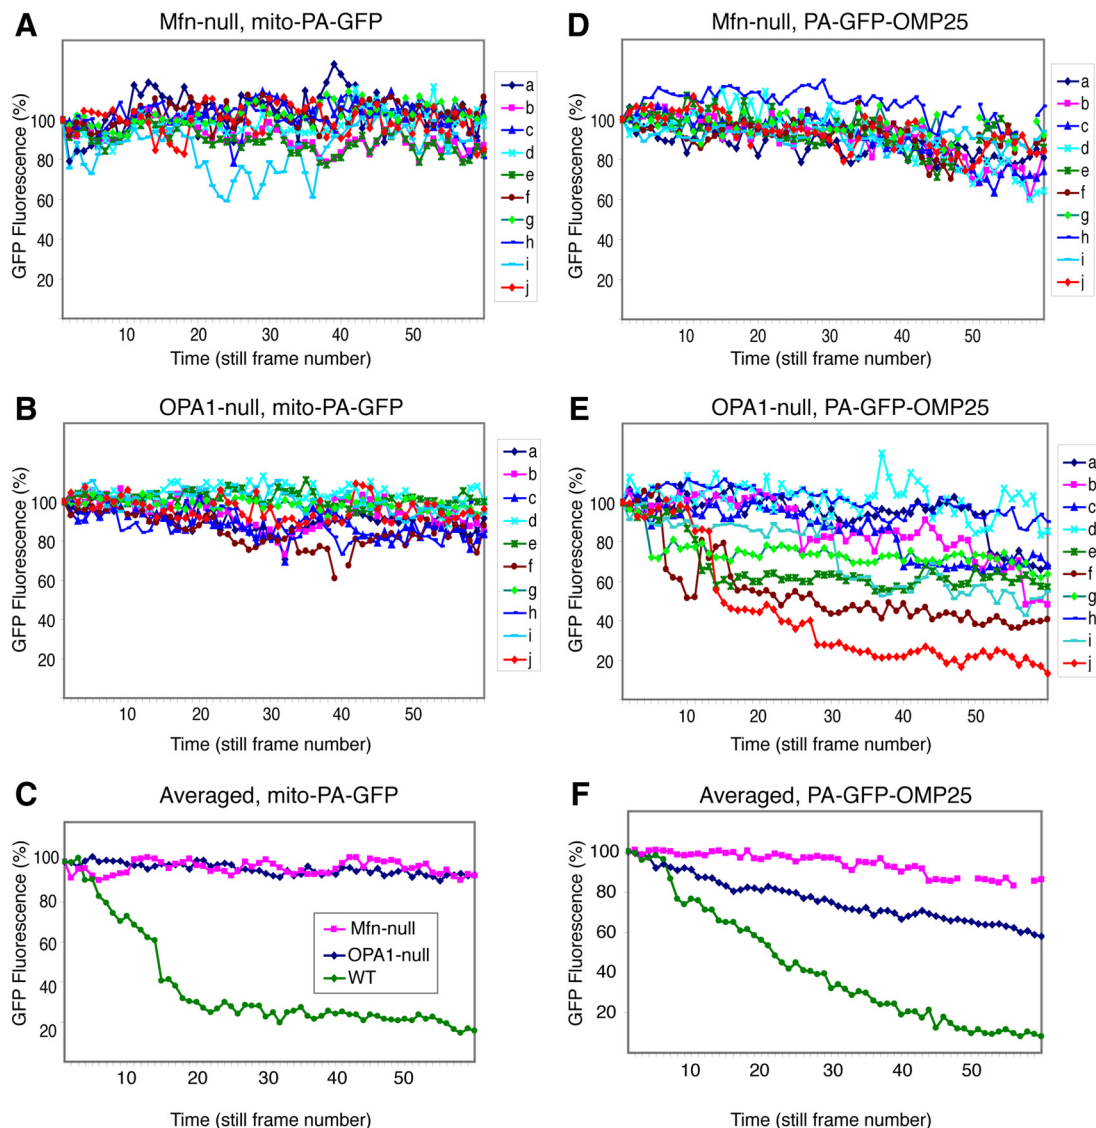 A Mfn-null, mito-PA-GFP
GFP Fluorescence (%)
100
80
60
40
20
10 20 30 40 50
Time (still frame number)
a
b
c
d
e
f
g
h
i
j
D Mfn-null, PA-GFP-OMP25
GFP Fluorescence (%)
100
80
60
40
20
10 20 30 40 50
Time (still frame number)
a
b
c
d
e
f
g
h
i
j
B OPA1-null, mito-PA-GFP
GFP Fluorescence (%)
100
80
60
40
20
10 20 30 40 50
Time (still frame number)
a
b
c
d
e
f
g
h
i
j
E OPA1-null, PA-GFP-OMP25
GFP Fluorescence (%)
100
80
60
40
20
10 20 30 40 50
Time (still frame number)
a
b
c
d
e
f
g
h
i
j
C Averaged, mito-PA-GFP
GFP Fluorescence (%)
100
80
60
40
20
10 20 30 40 50
Time (still frame number)
Mfn-null
OPA1-null
WT
F Averaged, PA-GFP-OMP25
GFP Fluorescence (%)
100
80
60
40
20
10 20 30 40 50
Time (still frame number)